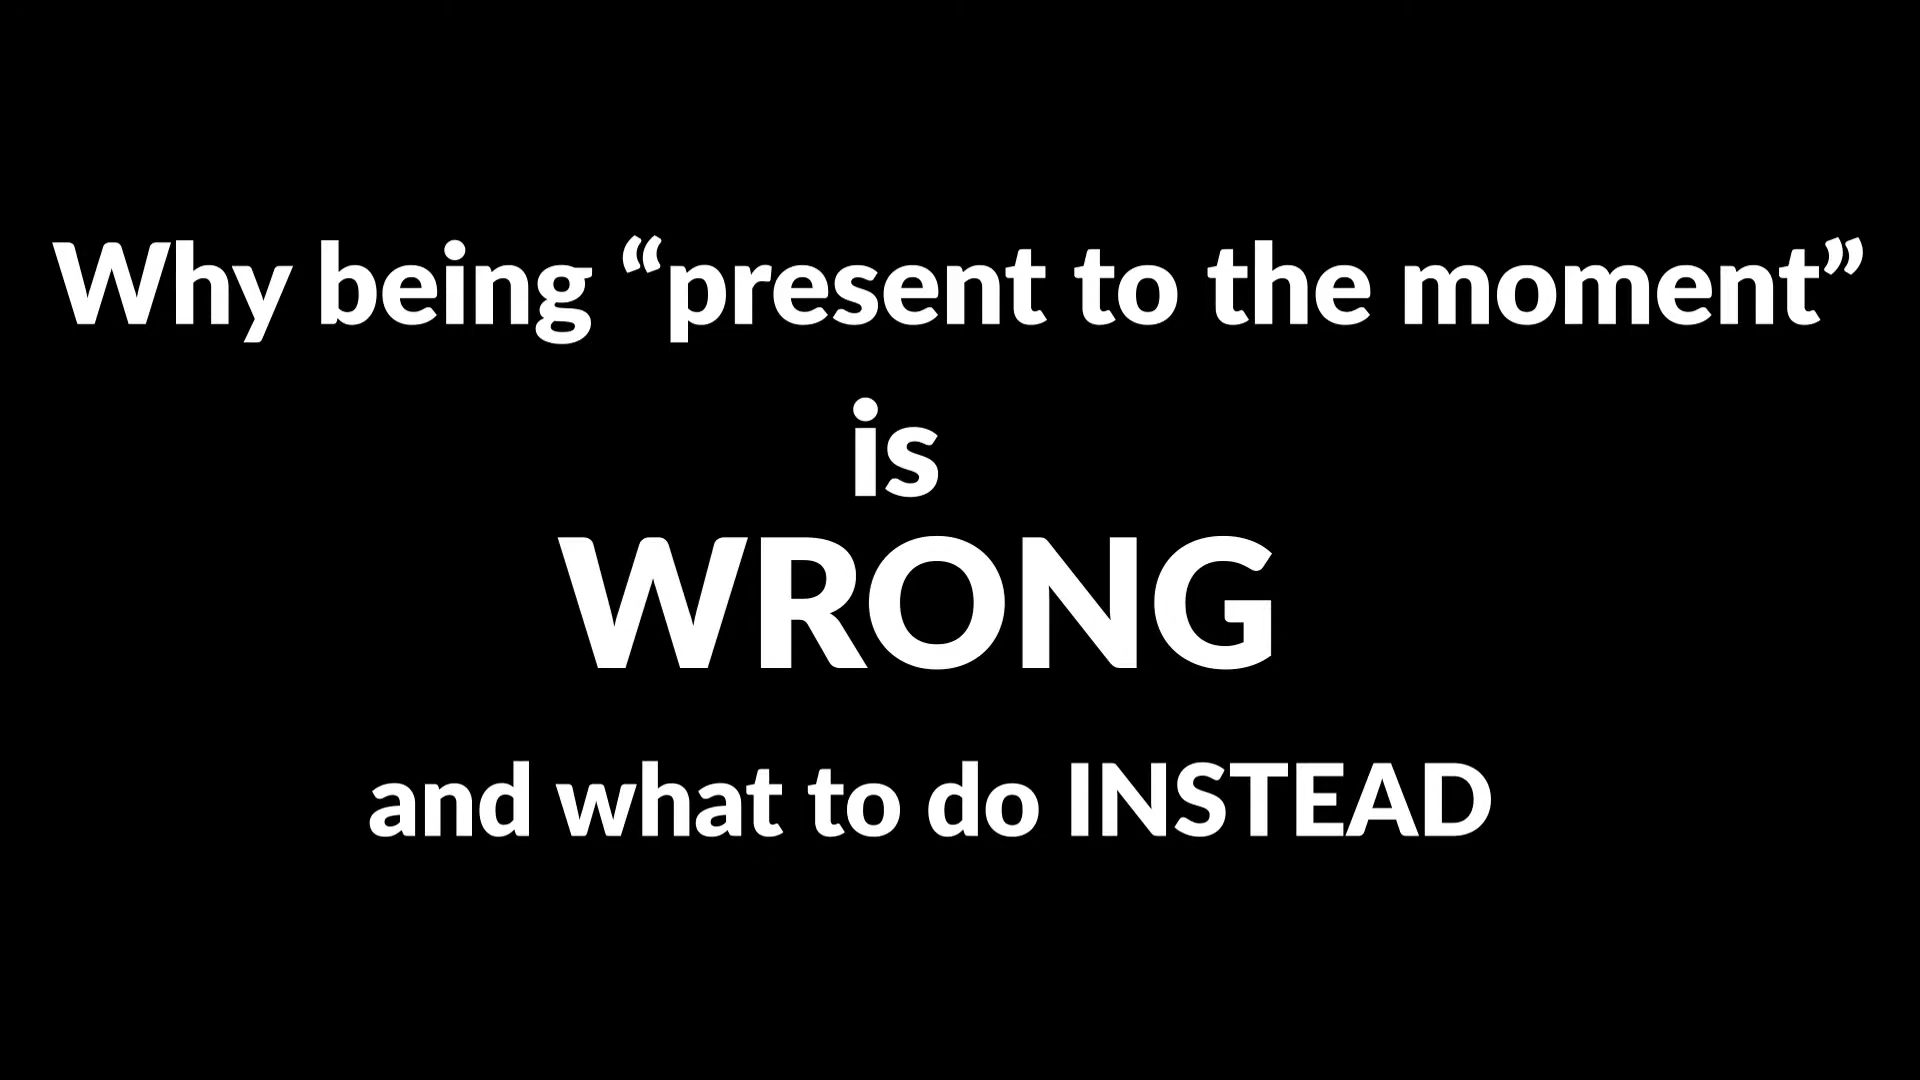 Why being “present to the moment”
is
WRONG
and what to do INSTEAD